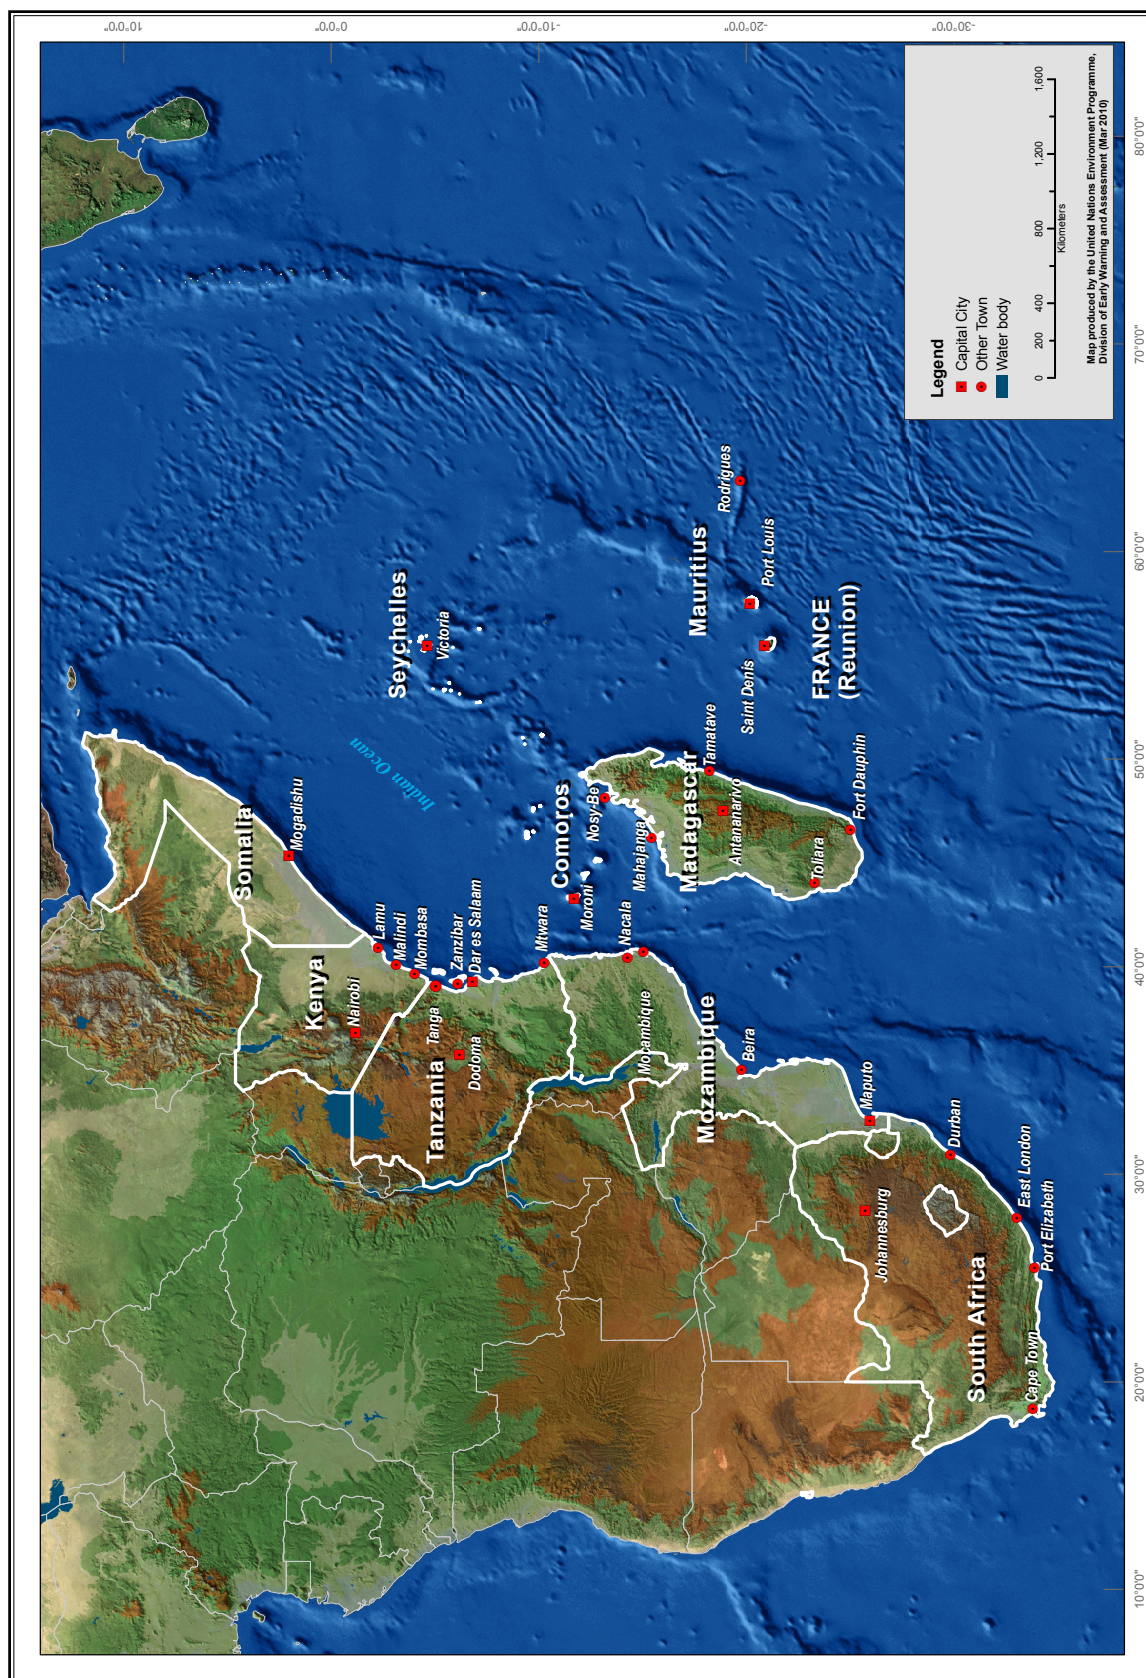 10°0'0"
0°0'0"
-10°0'0"
-20°0'0"
-30°0'0"
80°0'0"
70°0'0"
60°0'0"
50°0'0"
40°0'0"
30°0'0"
20°0'0"
10°0'0"
Somalia
Mogadishu
Indian Ocean
Seychelles
Victoria
Kenya
Nairobi
Lamu
Malindi
Mombasa
Tanzania
Tanga
Zanzibar
Dar es Salaam
Dodoma
Mtwara
Comoros
Moroni
Nosy-Be
Mahajanga
Madagascar
Tamatave
Antananarivo
Toliara
Fort Dauphin
Mauritius
Port Louis
Rodrigues
Saint Denis
FRANCE
(Reunion)
Nacala
Mocambique
Mozambique
Beira
Maputo
Johannesburg
South Africa
Durban
East London
Port Elizabeth
Cape Town
Legend
Capital City
Other Town
Water body
0 200 400 800 1,200 1,600
Kilometers
Map produced by the United Nations Environment Programme,
Division of Early Warning and Assessment (Mar 2010)